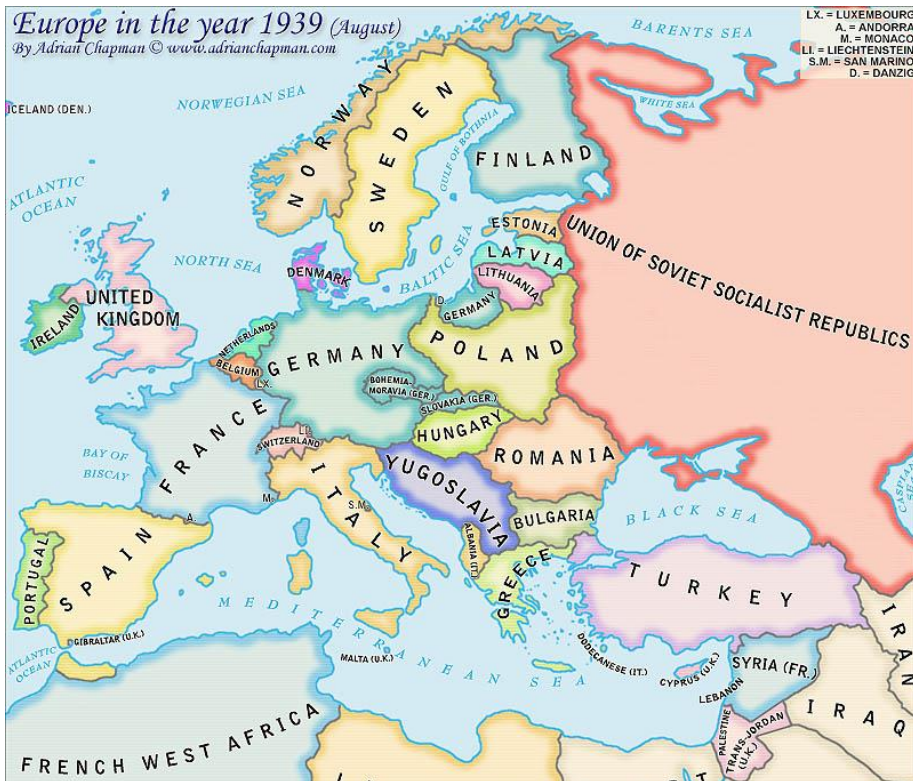 Europe in the year 1939 (August)
By Adrian Chapman © www.adrianchapman.com
LX. = LUXEMBOURG
A. = ANDORRA
M. = MONACO
LI. = LIECHTENSTEIN
S.M. = SAN MARINO
D. = DANZIG
BARENTS SEA
WHITE SEA
ICELAND (DEN.)
NORWEGIAN SEA
NORWAY
SWEDEN
GULF OF BOTHNIA
FINLAND
ATLANTIC
OCEAN
ESTONIA
UNION OF SOVIET SOCIALIST REPUBLICS
LATVIA
LITHUANIA
NORTH SEA
DENMARK
BALTIC SEA
UNITED
KINGDOM
IRELAND
D.
GERMANY
NETHERLANDS
BELGIUM
LX.
GERMANY
POLAND
BOHEMIA-
MORAVIA (GER.)
SLOVAKIA (GER.)
FRANCE
LI.
SWITZERLAND
HUNGARY
BAY OF
BISCAY
ROMANIA
ITALY
YUGOSLAVIA
CASPIAN
SEA
M.
S.M.
A.
BULGARIA
BLACK SEA
PORTUGAL
SPAIN
ALBANIA (IT.)
GREECE
TURKEY
MEDITERRANEAN SEA
GIBRALTAR (U.K.)
ATLANTIC
OCEAN
MALTA (U.K.)
DODECANESE (IT.)
CYPRUS (U.K.)
SYRIA (FR.)
LEBANON
IRAN
IRAQ
PALESTINE
TRANS-JORDAN
(U.K.)
FRENCH WEST AFRICA